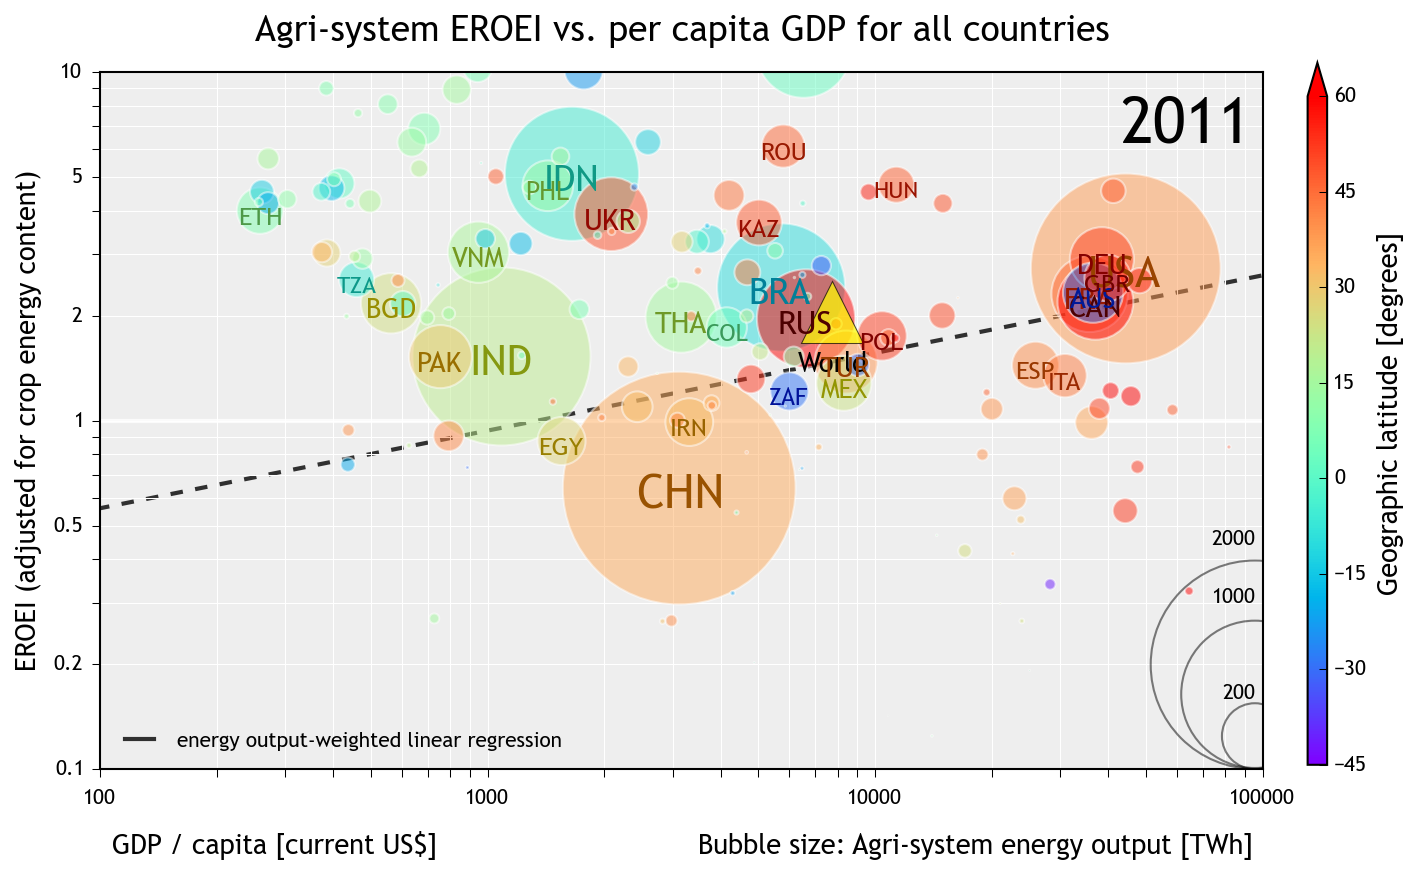 Agri-system EROEI vs. per capita GDP for all countries
2011
EROEI (adjusted for crop energy content)
10
5
2
1
0.5
0.2
0.1
100
1000
10000
100000
GDP / capita [current US$]
Bubble size: Agri-system energy output [TWh]
energy output-weighted linear regression
ROU
IDN
PHL
HUN
ETH
UKR
KAZ
VNM
DEU
USA
GBR
TZA
BRA
AUS
BGD
CAN
THA
COL
RUS
POL
PAK
IND
World
TUR
ESP
ITA
ZAF
MEX
IRN
EGY
CHN
2000
1000
200
60
45
30
15
0
−15
−30
−45
Geographic latitude [degrees]